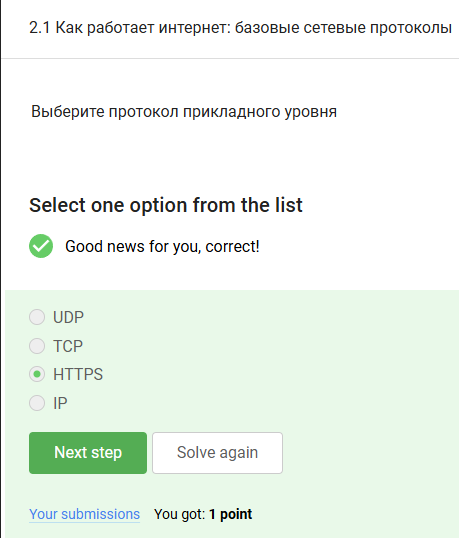 2.1 Как работает интернет: базовые сетевые протоколы
Выберите протокол прикладного уровня
Select one option from the list
Good news for you, correct!
UDP
TCP
HTTPS
IP
Next step Solve again
Your submissions You got: 1 point